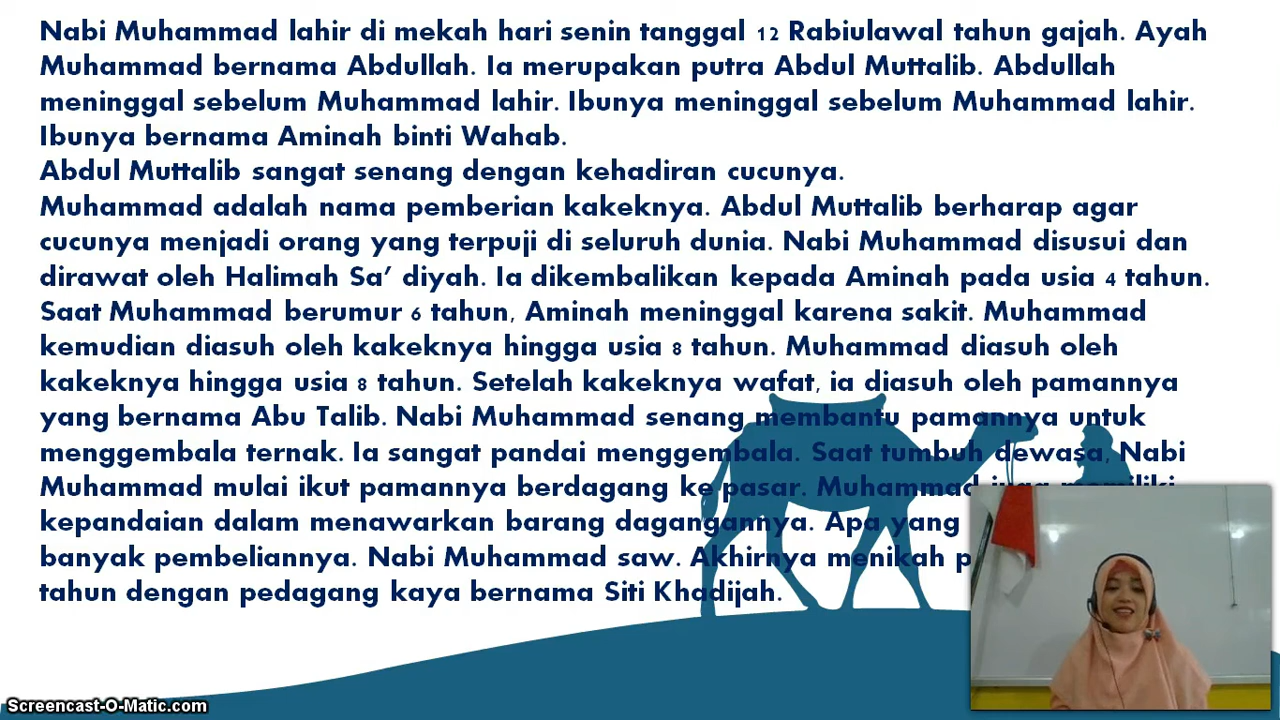 Nabi Muhammad lahir di mekah hari senin tanggal 12 Rabiulawal tahun gajah. Ayah
Muhammad bernama Abdullah. Ia merupakan putra Abdul Muttalib. Abdullah
meninggal sebelum Muhammad lahir. Ibunya meninggal sebelum Muhammad lahir.
Ibunya bernama Aminah binti Wahab.
Abdul Muttalib sangat senang dengan kehadiran cucunya.
Muhammad adalah nama pemberian kakeknya. Abdul Muttalib berharap agar
cucunya menjadi orang yang terpuji di seluruh dunia. Nabi Muhammad disusui dan
dirawat oleh Halimah Sa’ diyah. Ia dikembalikan kepada Aminah pada usia 4 tahun.
Saat Muhammad berumur 6 tahun, Aminah meninggal karena sakit. Muhammad
kemudian diasuh oleh kakeknya hingga usia 8 tahun. Muhammad diasuh oleh
kakeknya hingga usia 8 tahun. Setelah kakeknya wafat, ia diasuh oleh pamannya
yang bernama Abu Talib. Nabi Muhammad senang membantu pamannya untuk
menggembala ternak. Ia sangat pandai menggembala. Saat tumbuh dewasa, Nabi
Muhammad mulai ikut pamannya berdagang ke pasar. Muhammad juga memiliki
kepandaian dalam menawarkan barang dagangannya. Apa yang
banyak pembeliannya. Nabi Muhammad saw. Akhirnya menikah
tahun dengan pedagang kaya bernama Siti Khadijah.
Screencast-O-Matic.com